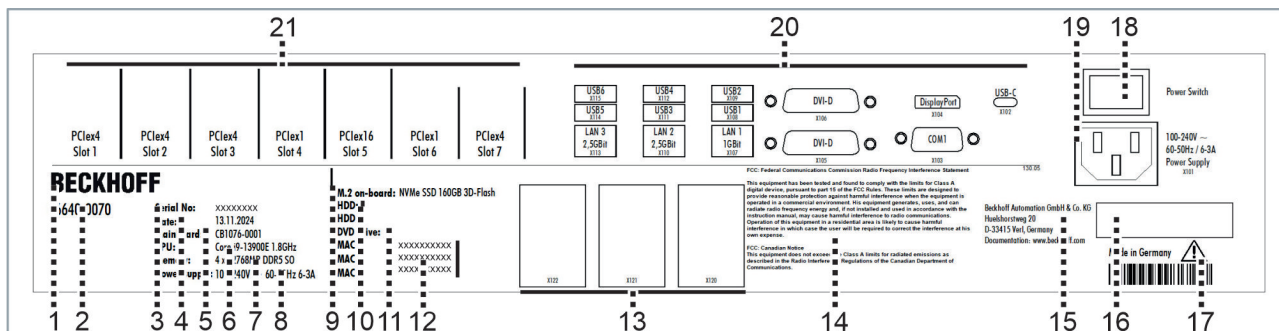 21 20 19 18
PCIex4 Slot 1
PCIex4 Slot 2
PCIex4 Slot 3
PCIex1 Slot 4
PCIex16 Slot 5
PCIex1 Slot 6
PCIex4 Slot 7
USB6 X115
USB5 X114
LAN 3 2,5GBit X113
USB4 X112
USB3 X111
LAN 2 2,5GBit X110
USB2 X109
USB1 X108
LAN 1 1GBit X107
DVI-D X106
DVI-D X105
DisplayPort X104
COM1 X103
USB-C X102
130.05
Power Switch
100-240V ~
60-50Hz / 6-3A
Power Supply
X101
BECKHOFF
13.11.2024
CB1076-0001
XXXXXXXX
M.2 on-board: NVMe SSD 160GB 3D-Flash
HDD
HDD
DVD
MAC
MAC
MAC
X122 X121 X120
FCC: Federal Communications Commission Radio Frequency Interference Statement
This equipment has been tested and found to comply with the limits for Class A
digital device, pursuant to part 15 of the FCC Rules. These limits are designed to
provide reasonable protection against harmful interference when the equipment is
operated in a commercial environment. His equipment generates, uses, and can
radiate radio frequency energy and, if not installed and used in accordance with the
instruction manual, may cause harmful interference to radio communications.
Operation of this equipment in a residential area is likely to cause harmful
interference in which case the user will be required to correct the interference at his
own expense.
FCC: Canadian Notice
This equipment does not Class A limits for radiated emissions as
described in the Radio Regulations of the Canadian Department of
Communications.
Beckhoff Automation GmbH & Co. KG
Huelshorstweg 20
D-33415 Verl, Germany
Documentation:
in Germany
1 2 3 4 5 6 7 8 9 10 11 12 13 14 15 16 17